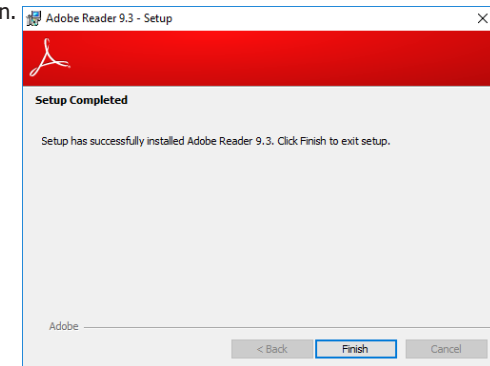 n.
Adobe Reader 9.3 - Setup
Setup Completed
Setup has successfully installed Adobe Reader 9.3. Click Finish to exit setup.
Adobe
< Back Finish Cancel